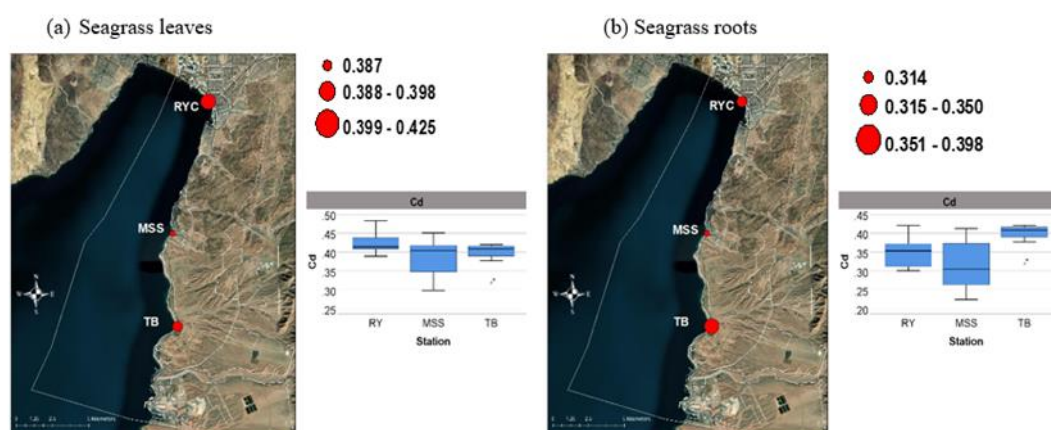 (a) Seagrass leaves
RYC
MSS
TB
N
W
E
S
0.387
0.388 - 0.398
0.399 - 0.425
Cd
.50
.45
.40
.35
.30
.25
Cd
RY MSS TB
Station
(b) Seagrass roots
RYC
MSS
TB
N
W
E
S
0.314
0.315 - 0.350
0.351 - 0.398
Cd
.45
.40
.35
.30
.25
.20
Cd
RY MSS TB
Station